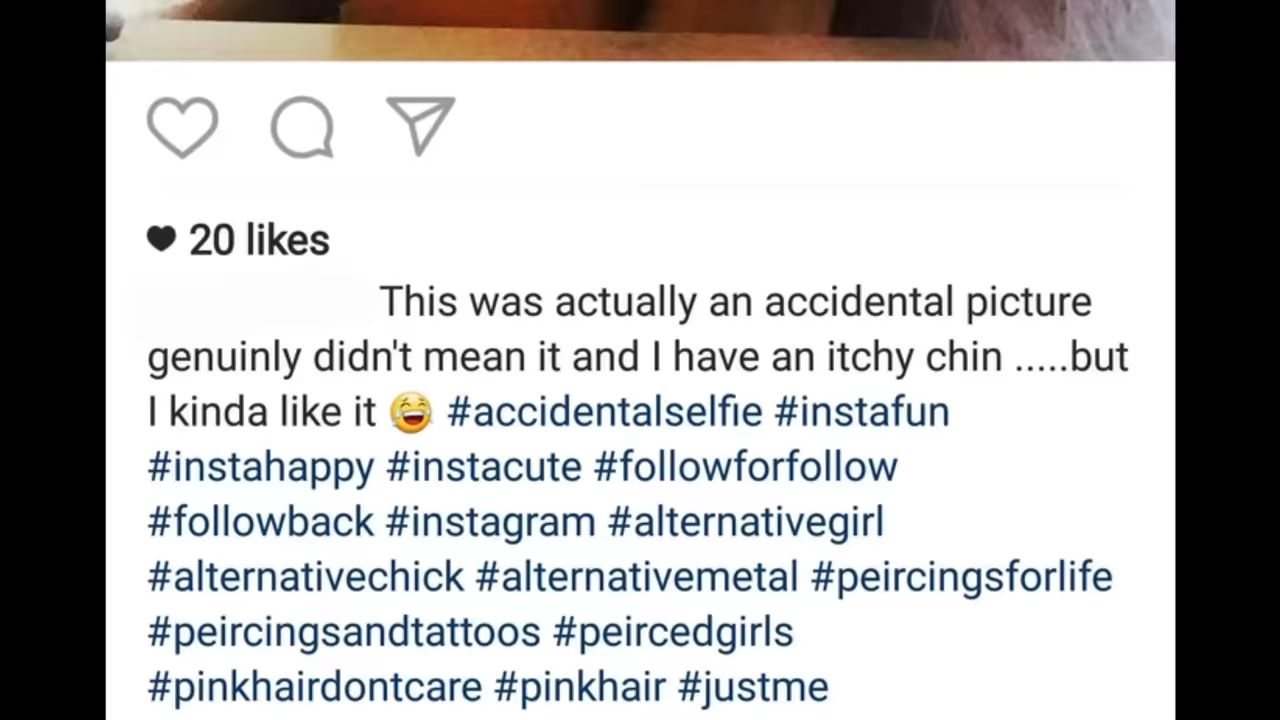 20 likes
This was actually an accidental picture
genuinly didn't mean it and I have an itchy chin .....but
I kinda like it 😂 #accidentalselfie #instafun
#instahappy #instacute #followforfollow
#followback #instagram #alternativegirl
#alternativechick #alternativemetal #peircingsforlife
#peircingsandtattoos #peircedgirls
#pinkhairdontcare #pinkhair #justme